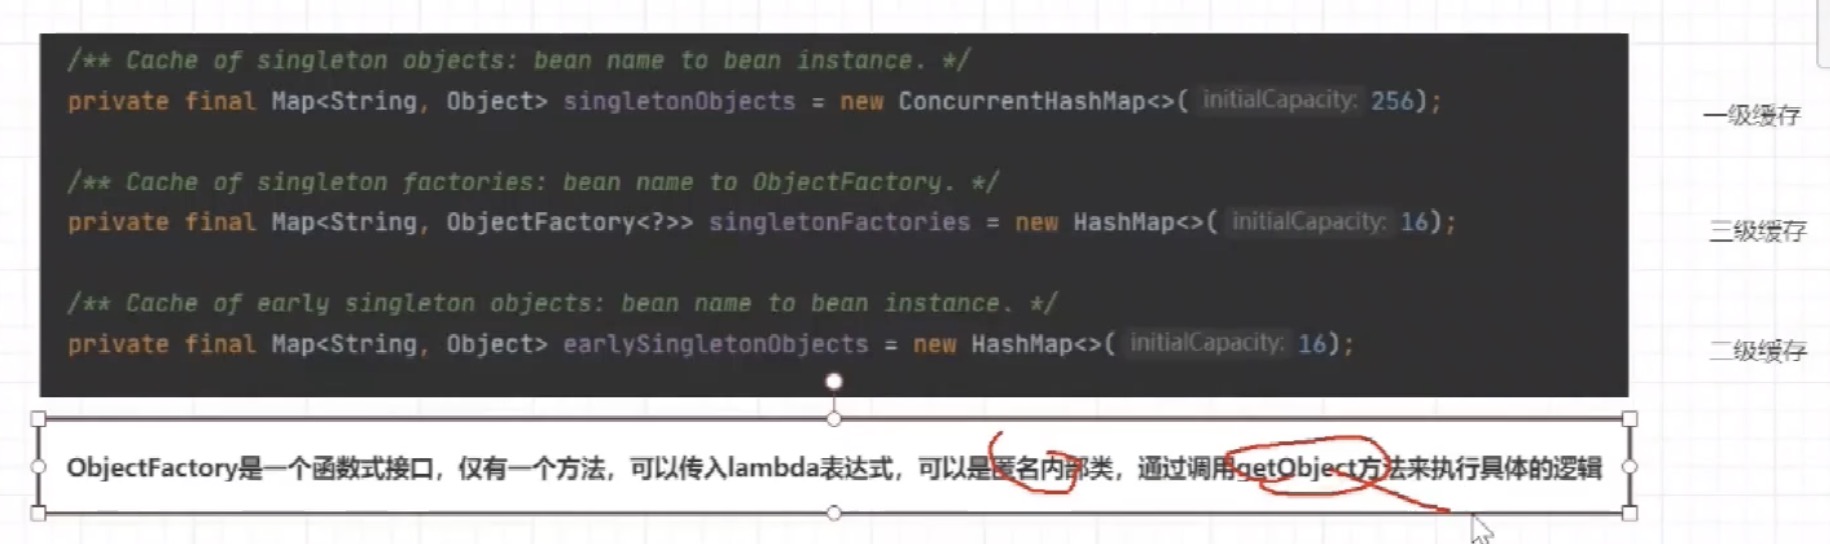 /** Cache of singleton objects: bean name to bean instance. */
private final Map<String, Object> singletonObjects = new ConcurrentHashMap<>( initialCapacity: 256);
一级缓存
/** Cache of singleton factories: bean name to ObjectFactory. */
private final Map<String, ObjectFactory<?>> singletonFactories = new HashMap<>( initialCapacity: 16);
三级缓存
/** Cache of early singleton objects: bean name to bean instance. */
private final Map<String, Object> earlySingletonObjects = new HashMap<>( initialCapacity: 16);
二级缓存
ObjectFactory是一个函数式接口，仅有一个方法，可以传入lambda表达式，可以是匿名内部类，通过调用getObject方法来执行具体的逻辑